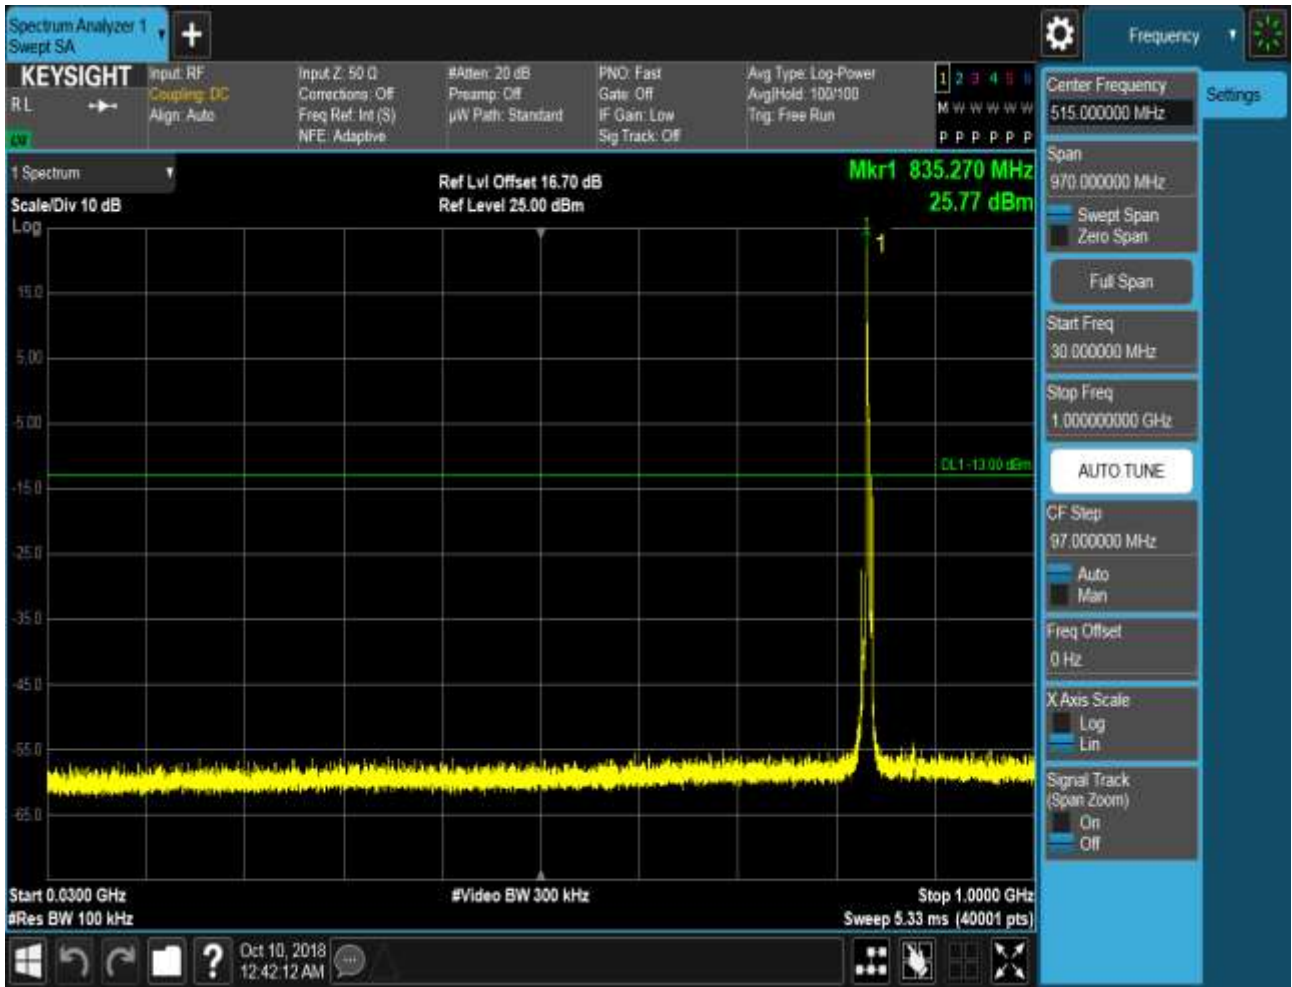 Spectrum Analyzer 1
Swept SA
+
Frequency
KEYSIGHT
R L
Input: RF
Coupling: DC
Align: Auto
Input Z: 50 Ω
Corrections: Off
Freq Ref: Int (S)
NFE: Adaptive
#Atten: 20 dB
Preamp: Off
µW Path: Standard
PNO: Fast
Gate: Off
IF Gain: Low
Sig Track: Off
Avg Type: Log-Power
Avg|Hold: 100/100
Trig: Free Run
1 2 3 4 5 6
M W W W W W
P P P P P P
1 Spectrum
Scale/Div 10 dB
Log
Ref Lvl Offset 16.70 dB
Ref Level 25.00 dBm
Mkr1 835.270 MHz
25.77 dBm
1
15.0
5.00
-5.00
DL1 -13.00 dBm
-15.0
-25.0
-35.0
-45.0
-55.0
-65.0
Start 0.0300 GHz
#Res BW 100 kHz
#Video BW 300 kHz
Stop 1.0000 GHz
Sweep 5.33 ms (40001 pts)
Center Frequency
515.000000 MHz
Settings
Span
970.000000 MHz
Swept Span
Zero Span
Full Span
Start Freq
30.000000 MHz
Stop Freq
1.000000000 GHz
AUTO TUNE
CF Step
97.000000 MHz
Auto
Man
Freq Offset
0 Hz
X Axis Scale
Log
Lin
Signal Track
(Span Zoom)
On
Off
?
Oct 10, 2018
12:42:12 AM